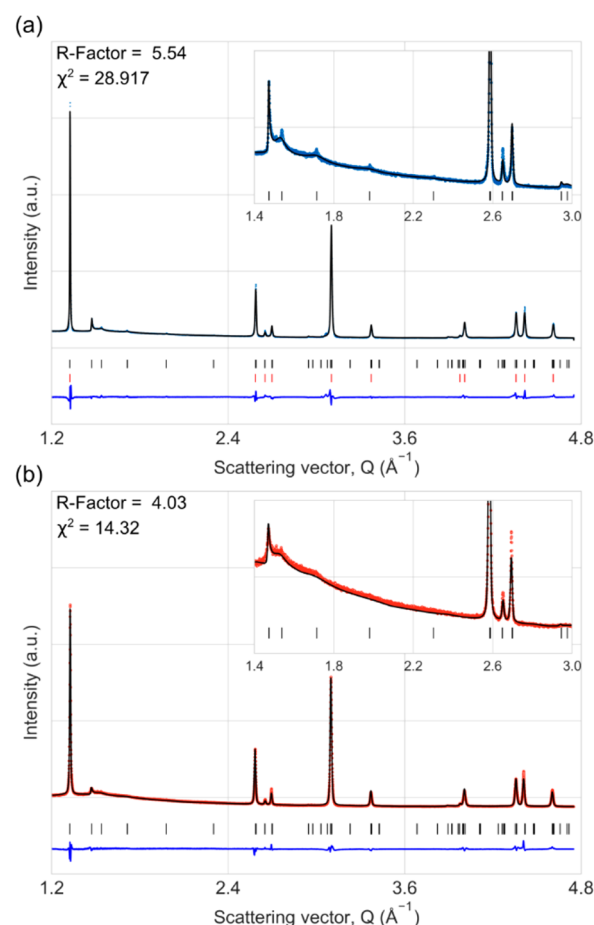 (a)
R-Factor = 5.54
χ² = 28.917
1.4 1.8 2.2 2.6 3.0
Intensity (a.u.)
1.2 2.4 3.6 4.8
Scattering vector, Q (Å⁻¹)
(b)
R-Factor = 4.03
χ² = 14.32
1.4 1.8 2.2 2.6 3.0
Intensity (a.u.)
1.2 2.4 3.6 4.8
Scattering vector, Q (Å⁻¹)